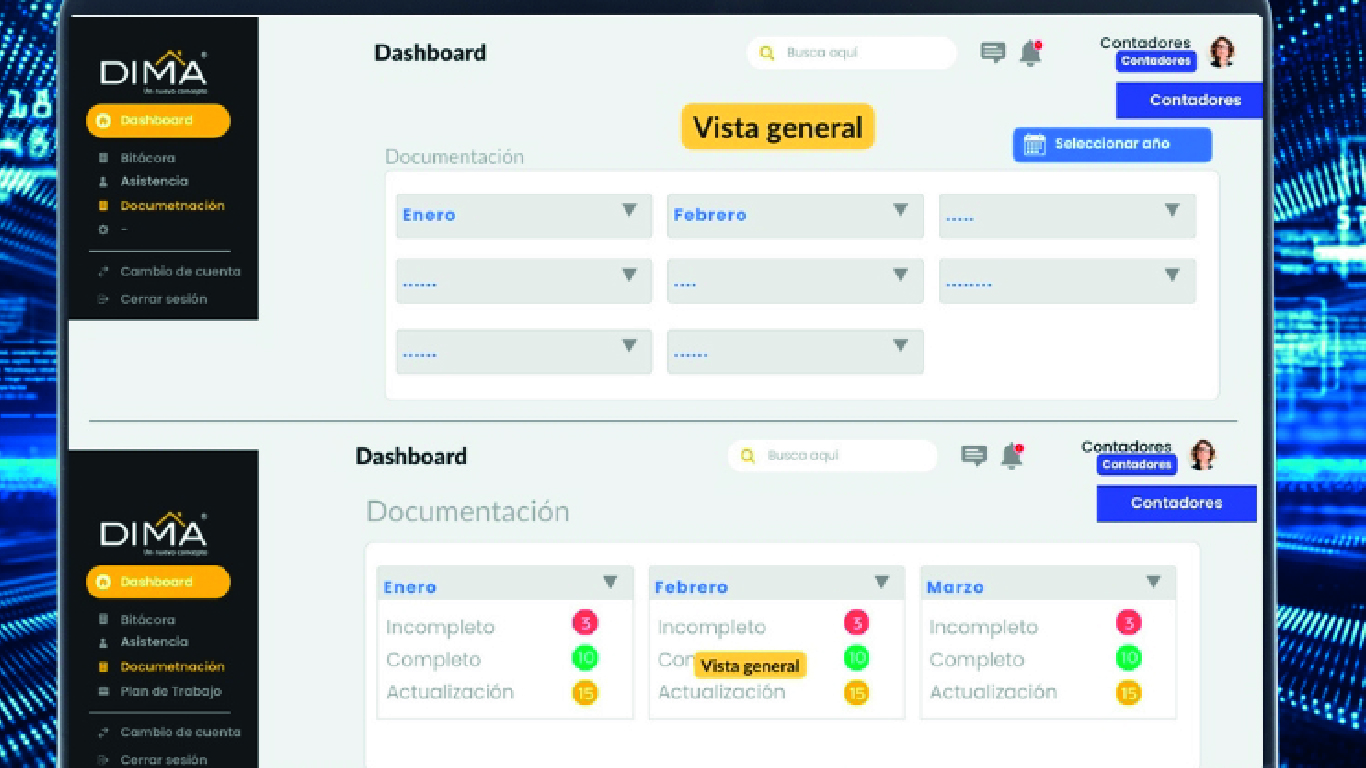 DIMA
Un nuevo concepto
Dashboard
Bitácora
Asistencia
Documetnación
-
Cambio de cuenta
Cerrar sesión
Dashboard
Busca aquí
Contadores
Contadores
Contadores
Vista general
Seleccionar año
Documentación
Enero
Febrero
.....
......
....
........
......
......
DIMA
Un nuevo concepto
Dashboard
Bitácora
Asistencia
Documetnación
Plan de Trabajo
Cambio de cuenta
Cerrar sesión
Dashboard
Busca aquí
Contadores
Contadores
Contadores
Documentación
Enero
Incompleto 3
Completo 10
Actualización 15
Febrero
Incompleto 3
10
Vista general
Actualización 15
Marzo
Incompleto 3
Completo 10
Actualización 15